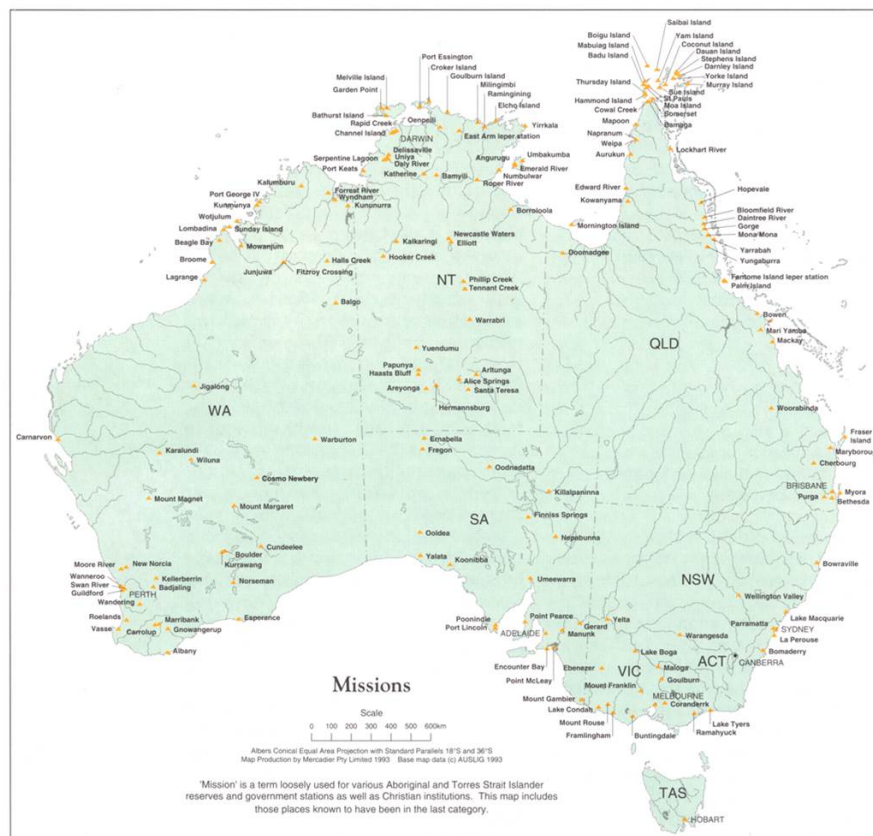 Saibai Island
Boigu Island
Yam Island
Mabuiag Island
Coconut Island
Badu Island
Dauan Island
Stephens Island
Darnley Island
Thursday Island
Yorke Island
Murray Island
Sue Island
Hammond Island
St.Pauls
Moa Island
Cowal Creek
Somerset
Mapoon
Bamaga
Napranum
Weipa
Lockhart River
Aurukun
Port Essington
Croker Island
Melville Island
Goulburn Island
Garden Point
Milingimbi
Ramingining
Elcho Island
Bathurst Island
Oenpelli
Rapid Creek
Yirrkala
Channel Island
DARWIN
East Arm leper station
Delissaville
Serpentine Lagoon
Uniya
Daly River
Angurugu
Umbakumba
Emerald River
Port Keats
Katherine
Bamyili
Numbulwar
Roper River
Kalumburu
Forrest River
Edward River
Hopevale
Port George IV
Wyndham
Kununurra
Kowanyama
Kunmunya
Borroloola
Bloomfield River
Wotjulum
Daintree River
Lombadina
Sunday Island
Mornington Island
Gorge
Mona Mona
Beagle Bay
Mowanjum
Kalkaringi
Newcastle Waters
Elliott
Doomadgee
Yarrabah
Broome
Halls Creek
Hooker Creek
Yungaburra
Junjuwa
Fitzroy Crossing
Lagrange
NT
Phillip Creek
Tennant Creek
Fantome Island leper station
Palm Island
Balgo
Warrabri
Bowen
Mari Yamba
Mackay
Yuendumu
QLD
Papunya
Haasts Bluff
Arltunga
Alice Springs
Jigalong
Areyonga
Santa Teresa
Hermannsburg
WA
Woorabinda
Carnarvon
Warburton
Ernabella
Fraser
Island
Karalundi
Fregon
Maryborou
Wiluna
Oodnadatta
Cherbourg
Cosmo Newbery
Killalpaninna
BRISBANE
Myora
Mount Magnet
Purga
Bethesda
Mount Margaret
SA
Finniss Springs
Ooldea
Nepabunna
Cundeelee
Boulder
Yalata
Koonibba
Bowraville
Moore River
New Norcia
Kurrawang
Wanneroo
Kellerberrin
Norseman
Umeewarra
NSW
Swan River
Badjaling
Guildford
PERTH
Wellington Valley
Wandering
Lake Macquarie
Roelands
Marribank
Esperence
Poonindie
Point Pearce
Yelta
Parramatta
SYDNEY
Vasse
Carrolup
Gnowangerup
Port Lincoln
ADELAIDE
Gerard
Manunk
Warangesda
La Perouse
Albany
Encounter Bay
Lake Boga
ACT
Bomaderry
Ebenezer
VIC
Maloga
CANBERRA
Point McLeay
Goulburn
Mount Franklin
Missions
Mount Gambier
MELBOURNE
Lake Condah
Coranderrk
Lake Tyers
Mount Rouse
Ramahyuck
Framlingham
Buntingdale
Scale
0 100 200 300 400 600km
Albers Conical Equal Area Projection with Standard Parallels 18°S and 36°S
Map Production by Mercadier Pty Limited 1993 Base map data (c) AUSLIG 1993
'Mission' is a term loosely used for various Aboriginal and Torres Strait Islander
reserves and government stations as well as Christian institutions. This map includes
those places known to have been in the last category.
TAS
HOBART